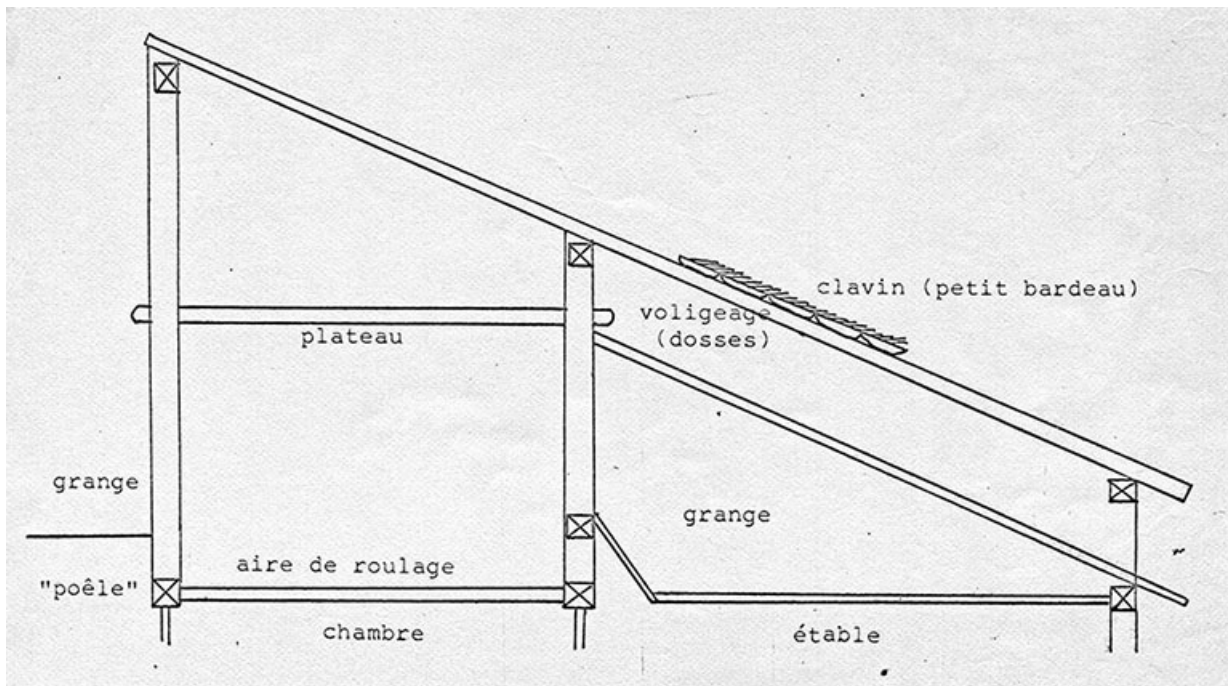 clavin (petit bardeau)
voligeage
(dosses)
plateau
grange
grange
aire de roulage
"poêle"
chambre
étable